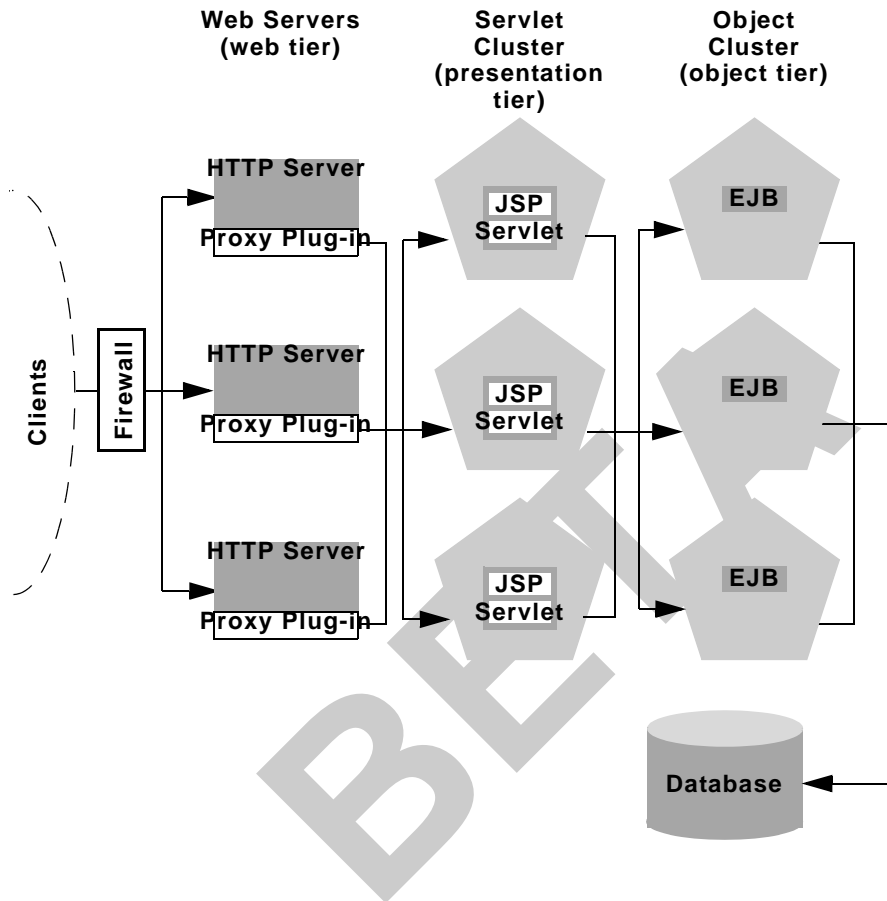 Web Servers
(web tier)
Servlet
Cluster
(presentation
tier)
Object
Cluster
(object tier)
Clients
Firewall
HTTP Server
Proxy Plug-in
JSP
Servlet
EJB
HTTP Server
Proxy Plug-in
JSP
Servlet
EJB
HTTP Server
Proxy Plug-in
JSP
Servlet
EJB
Database
BETA